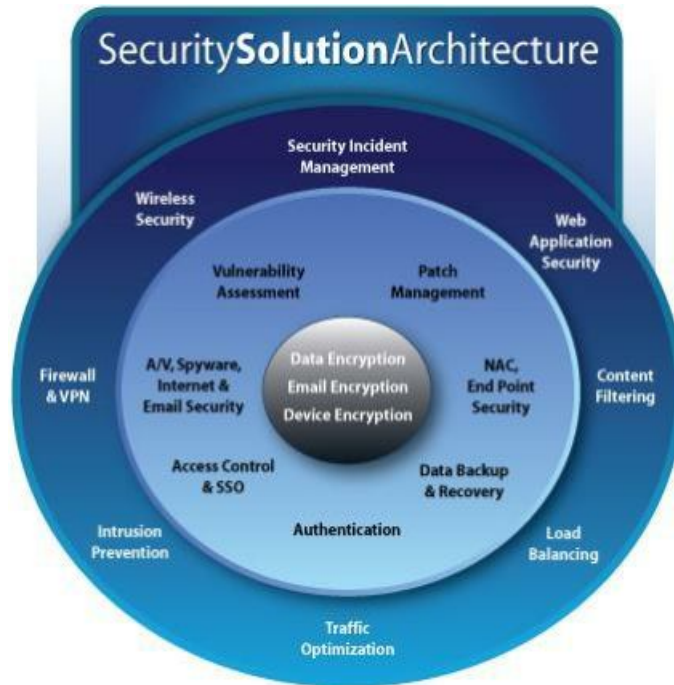 SecuritySolutionArchitecture
Security Incident
Management
Wireless
Security
Web
Application
Security
Vulnerability
Assessment
Patch
Management
Firewall
& VPN
A/V, Spyware,
Internet &
Email Security
Data Encryption
Email Encryption
Device Encryption
NAC,
End Point
Security
Content
Filtering
Access Control
& SSO
Data Backup
& Recovery
Intrusion
Prevention
Authentication
Load
Balancing
Traffic
Optimization